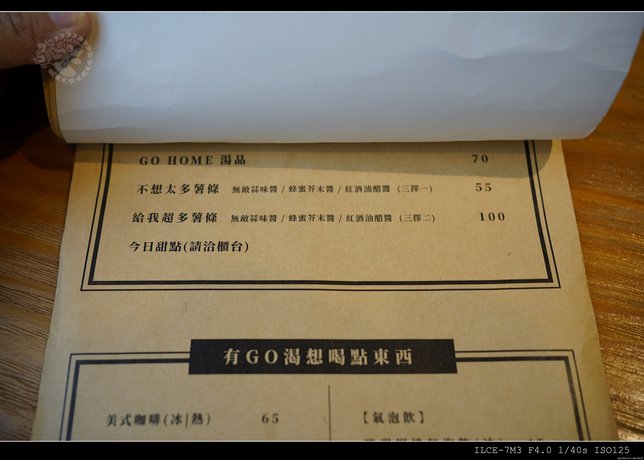 GO HOME 湯品 70
不想太多薯條 無敵蒜味醬 / 蜂蜜芥末醬 / 紅酒油醋醬 (三擇一) 55
給我超多薯條 無敵蒜味醬 / 蜂蜜芥末醬 / 紅酒油醋醬 (三擇二) 100
今日甜點(請洽櫃台)
有GO渴想喝點東西
美式咖啡(冰|熱) 65
【氣泡飲】
ILCE-7M3 F4.0 1/40s ISO125